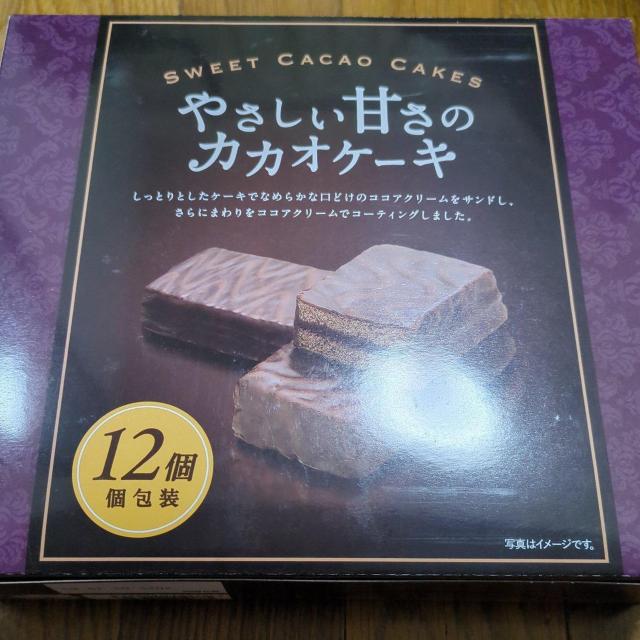 SWEET CACAO CAKES
やさしい甘さの
カカオケーキ
しっとりとしたケーキでなめらかな口どけのココアクリームをサンドし、
さらにまわりをココアクリームでコーティングしました。
12個
個包装
写真はイメージです。